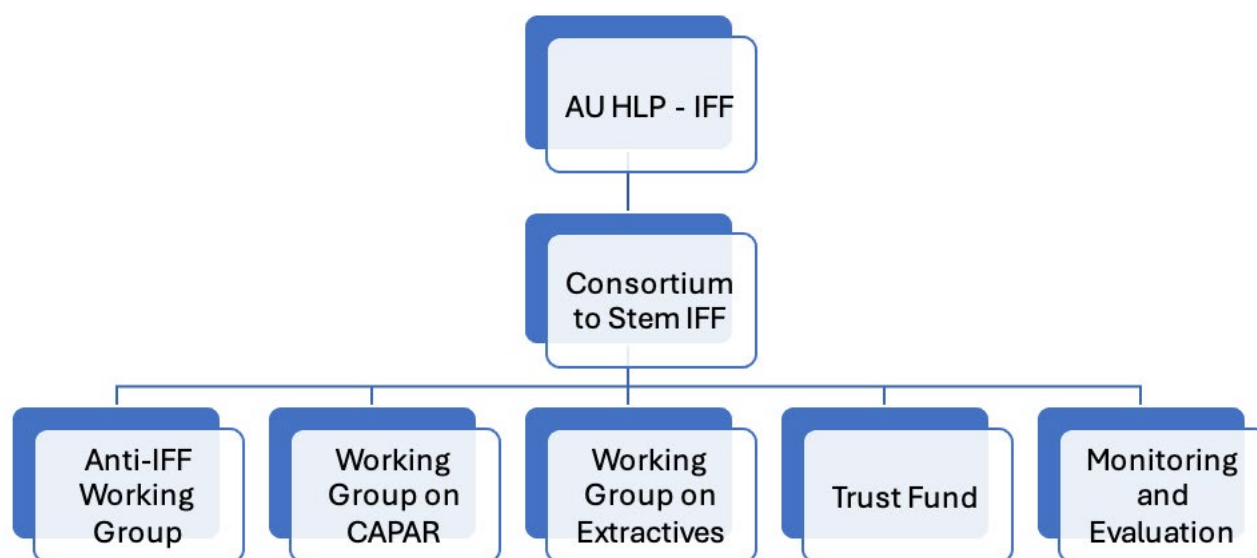 AU HLP - IFF
Consortium
to Stem IFF
Anti-IFF
Working
Group
Working
Group on
CAPAR
Working
Group on
Extractives
Trust Fund
Monitoring
and
Evaluation